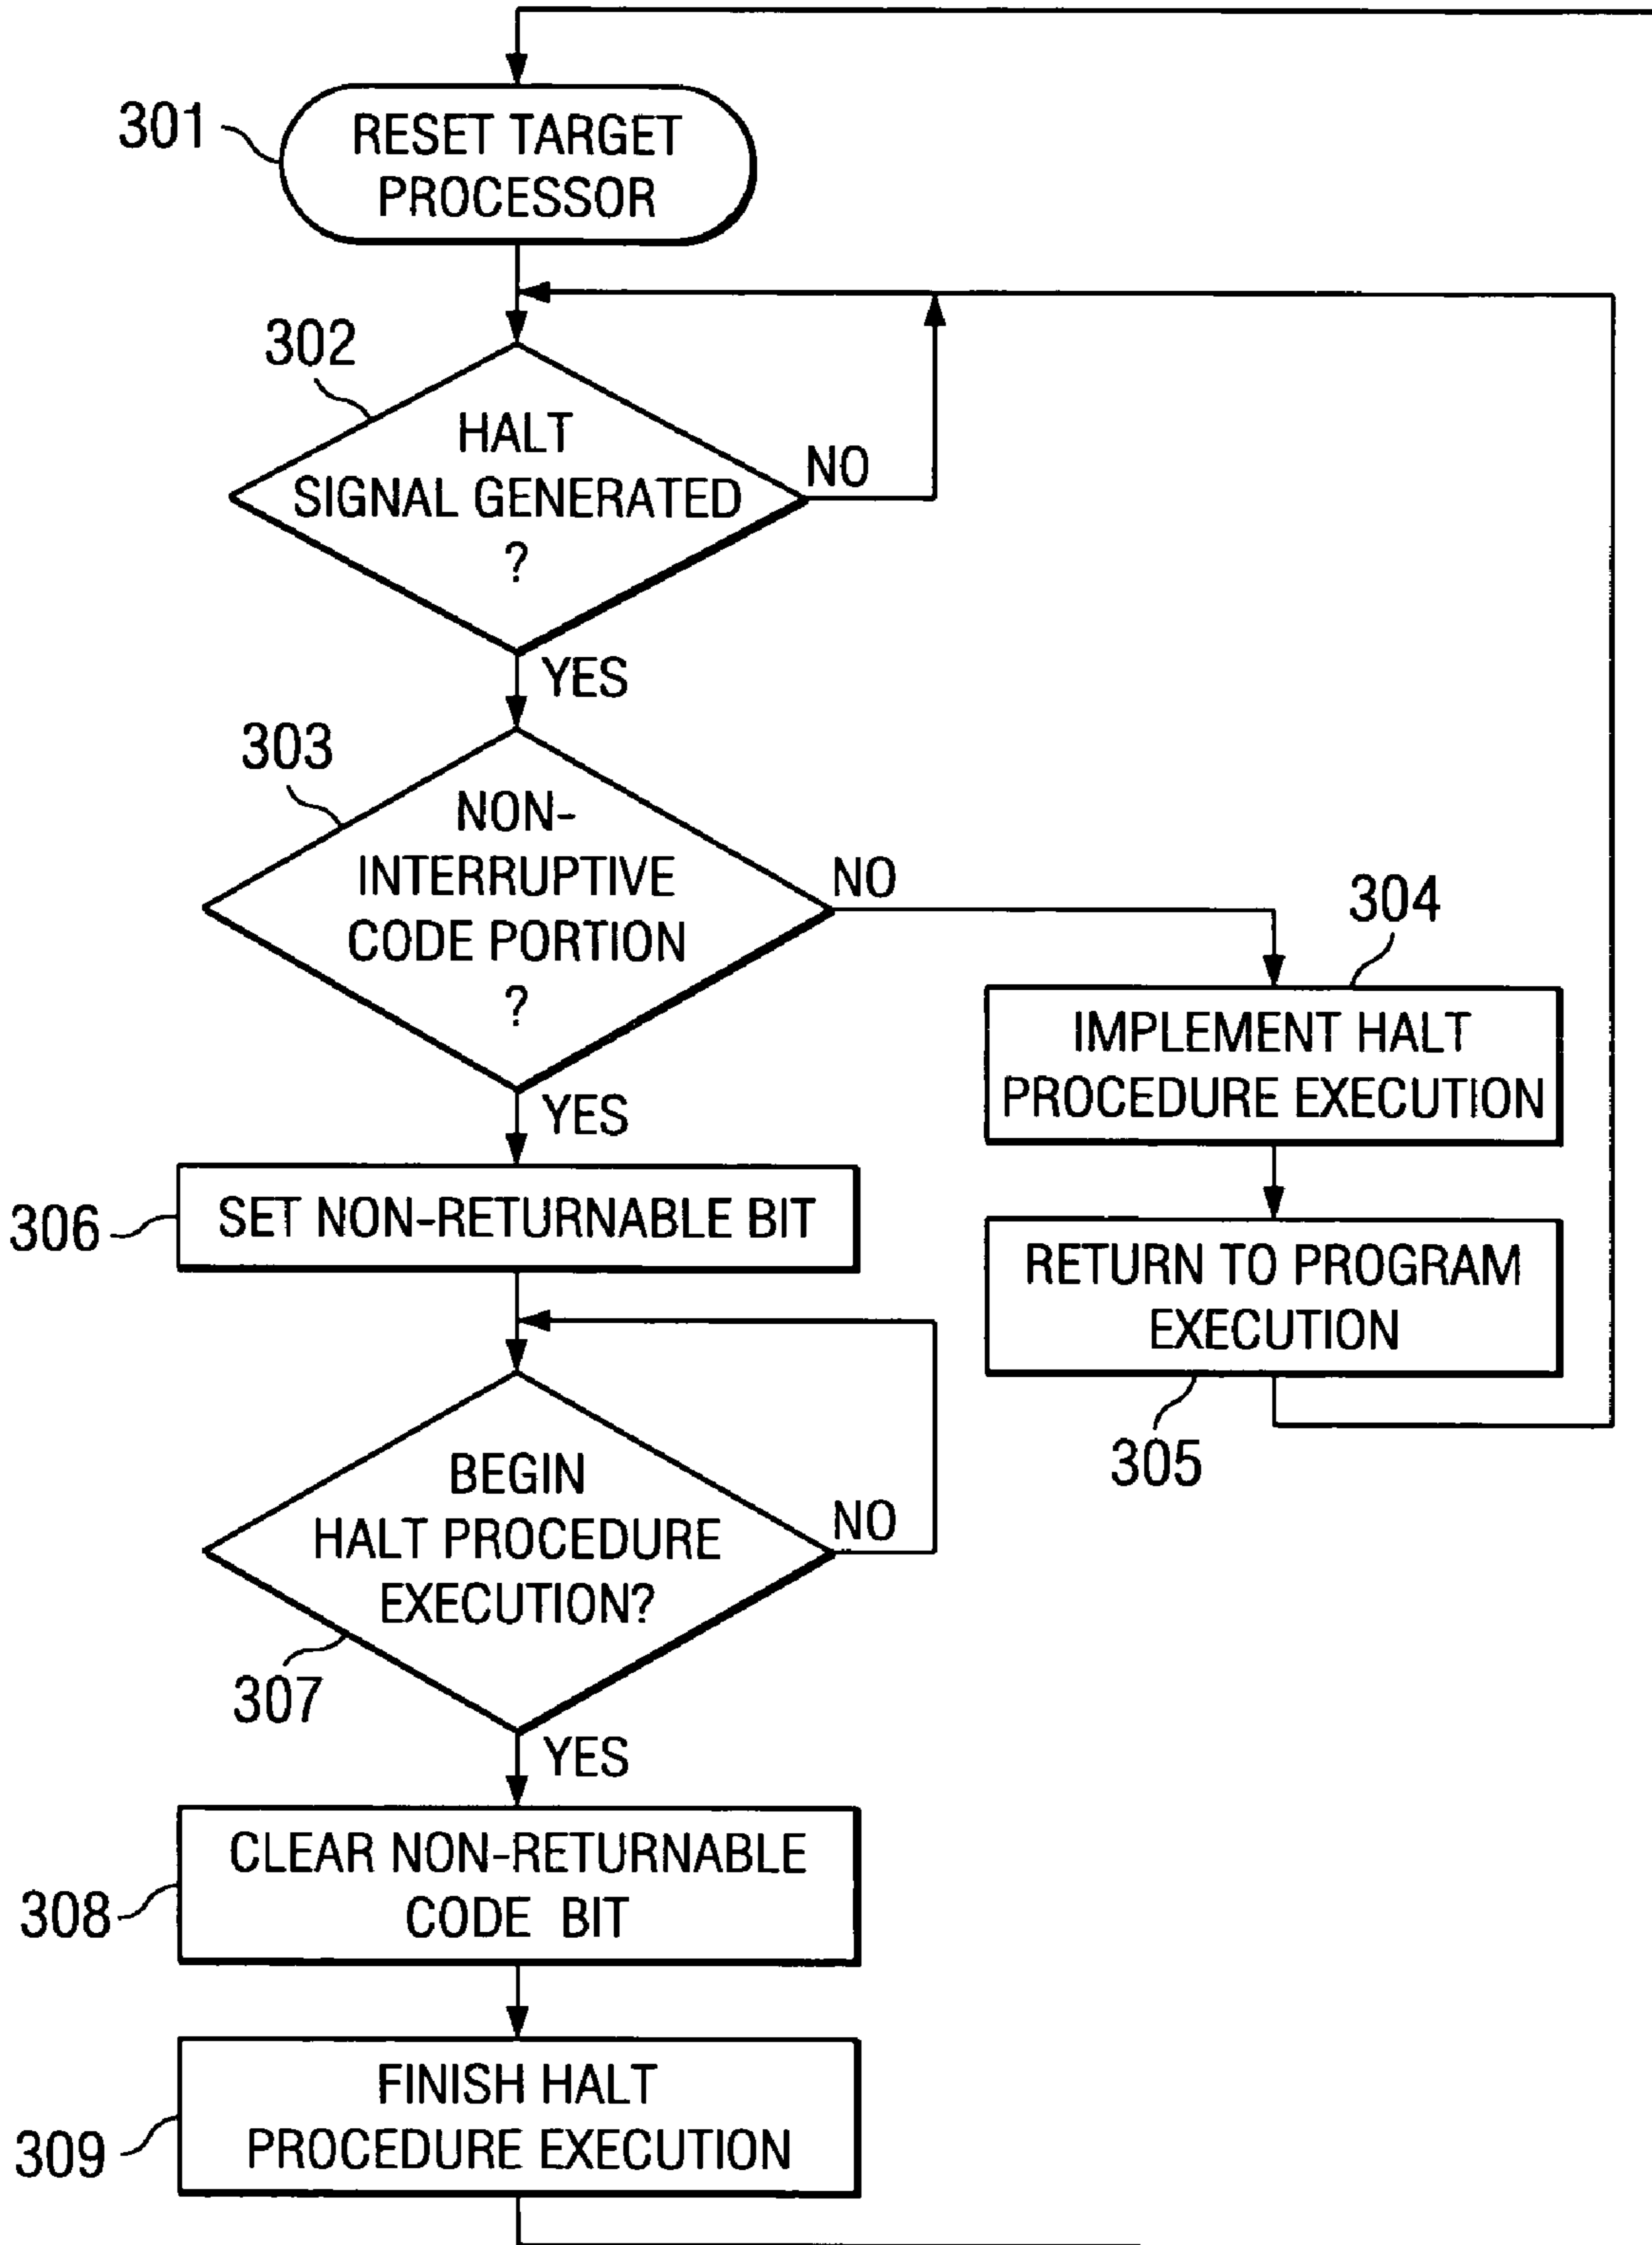 301
RESET TARGET
PROCESSOR
302
HALT
SIGNAL GENERATED
?
NO
YES
303
NON-
INTERRUPTIVE
CODE PORTION
?
NO
YES
304
IMPLEMENT HALT
PROCEDURE EXECUTION
RETURN TO PROGRAM
EXECUTION
305
306
SET NON-RETURNABLE BIT
BEGIN
HALT PROCEDURE
EXECUTION?
NO
307
YES
308
CLEAR NON-RETURNABLE
CODE BIT
309
FINISH HALT
PROCEDURE EXECUTION